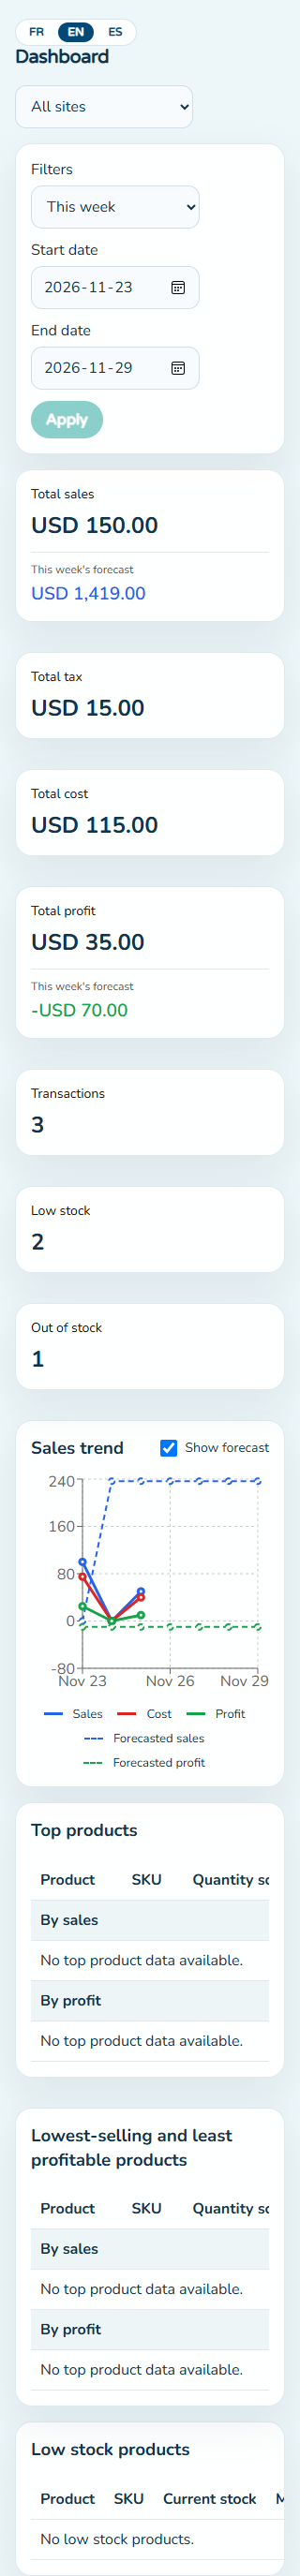 FR EN ES
Dashboard
All sites
Filters
This week
Start date
2026-11-23
End date
2026-11-29
Apply
Total sales
USD 150.00
This week's forecast
USD 1,419.00
Total tax
USD 15.00
Total cost
USD 115.00
Total profit
USD 35.00
This week's forecast
-USD 70.00
Transactions
3
Low stock
2
Out of stock
1
Sales trend Show forecast
240
160
80
0
-80
Nov 23 Nov 26 Nov 29
Sales Cost Profit
Forecasted sales
Forecasted profit
Top products
Product SKU Quantity
By sales
No top product data available.
By profit
No top product data available.
Lowest-selling and least
profitable products
Product SKU Quantity
By sales
No top product data available.
By profit
No top product data available.
Low stock products
Product SKU Current stock
No low stock products.